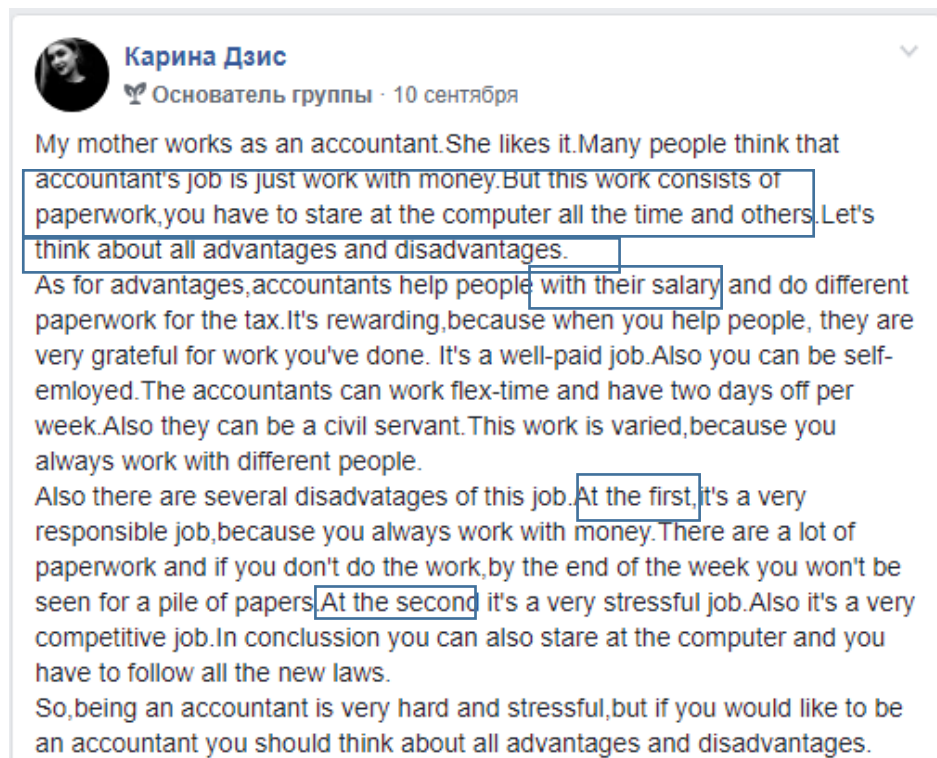 Карина Дзис
Основатель группы · 10 сентября
My mother works as an accountant.She likes it.Many people think that
accountant's job is just work with money.But this work consists of
paperwork,you have to stare at the computer all the time and others.Let's
think about all advantages and disadvantages.
As for advantages,accountants help people with their salary and do different
paperwork for the tax.It's rewarding,because when you help people, they are
very grateful for work you've done. It's a well-paid job.Also you can be self-
emloyed.The accountants can work flex-time and have two days off per
week.Also they can be a civil servant.This work is varied,because you
always work with different people.
Also there are several disadvatages of this job.At the first,it's a very
responsible job,because you always work with money.There are a lot of
paperwork and if you don't do the work,by the end of the week you won't be
seen for a pile of papers.At the second it's a very stressful job.Also it's a very
competitive job.In conclussion you can also stare at the computer and you
have to follow all the new laws.
So,being an accountant is very hard and stressful,but if you would like to be
an accountant you should think about all advantages and disadvantages.